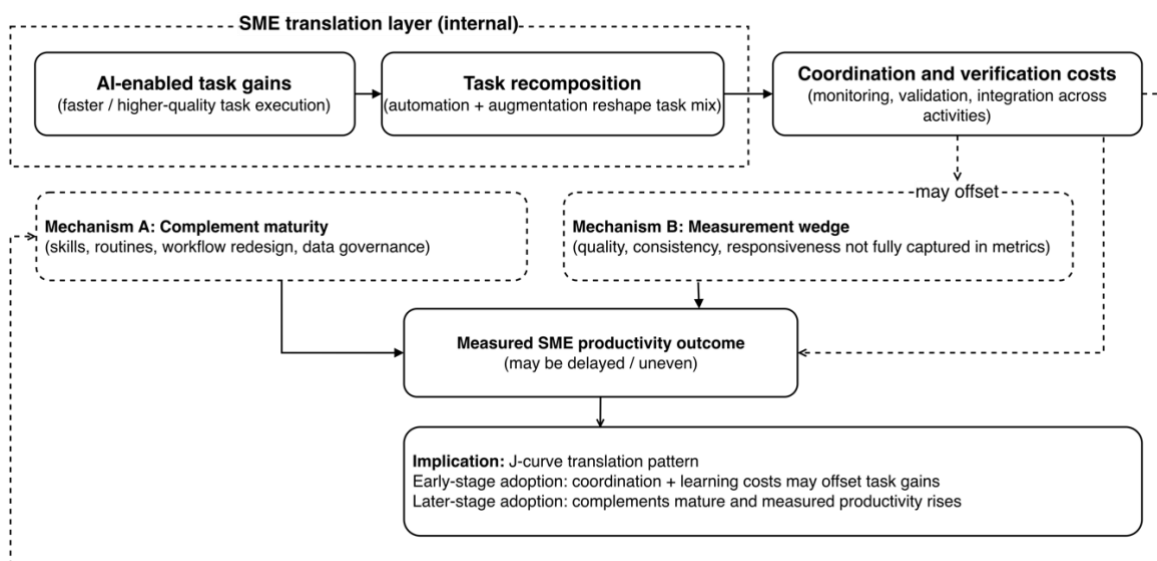 SME translation layer (internal)
AI-enabled task gains
(faster / higher-quality task execution)
Task recomposition
(automation + augmentation reshape task mix)
Coordination and verification costs
(monitoring, validation, integration across
activities)
may offset
Mechanism A: Complement maturity
(skills, routines, workflow redesign, data governance)
Mechanism B: Measurement wedge
(quality, consistency, responsiveness not fully captured in metrics)
Measured SME productivity outcome
(may be delayed / uneven)
Implication: J-curve translation pattern
Early-stage adoption: coordination + learning costs may offset task gains
Later-stage adoption: complements mature and measured productivity rises